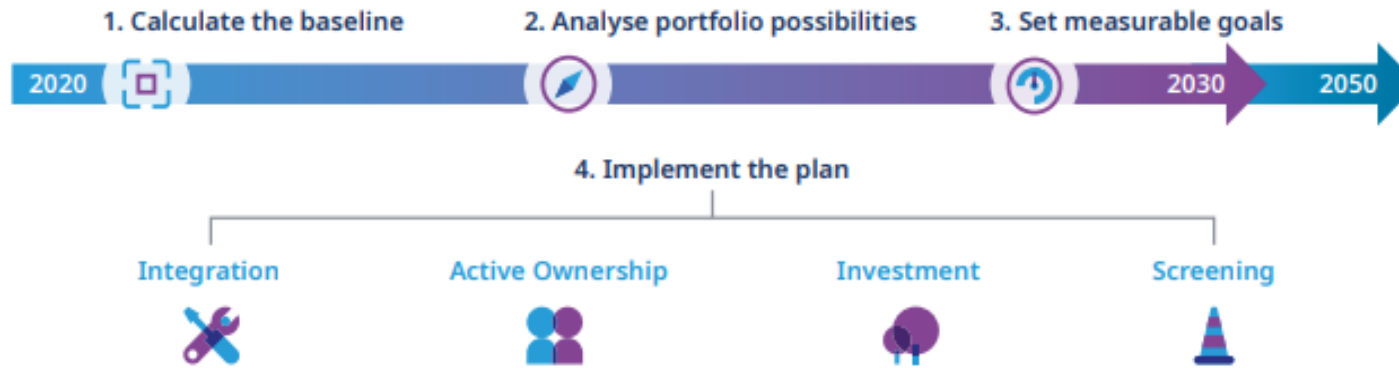 1. Calculate the baseline
2. Analyse portfolio possibilities
3. Set measurable goals
2020
2030
2050
4. Implement the plan
Integration
Active Ownership
Investment
Screening